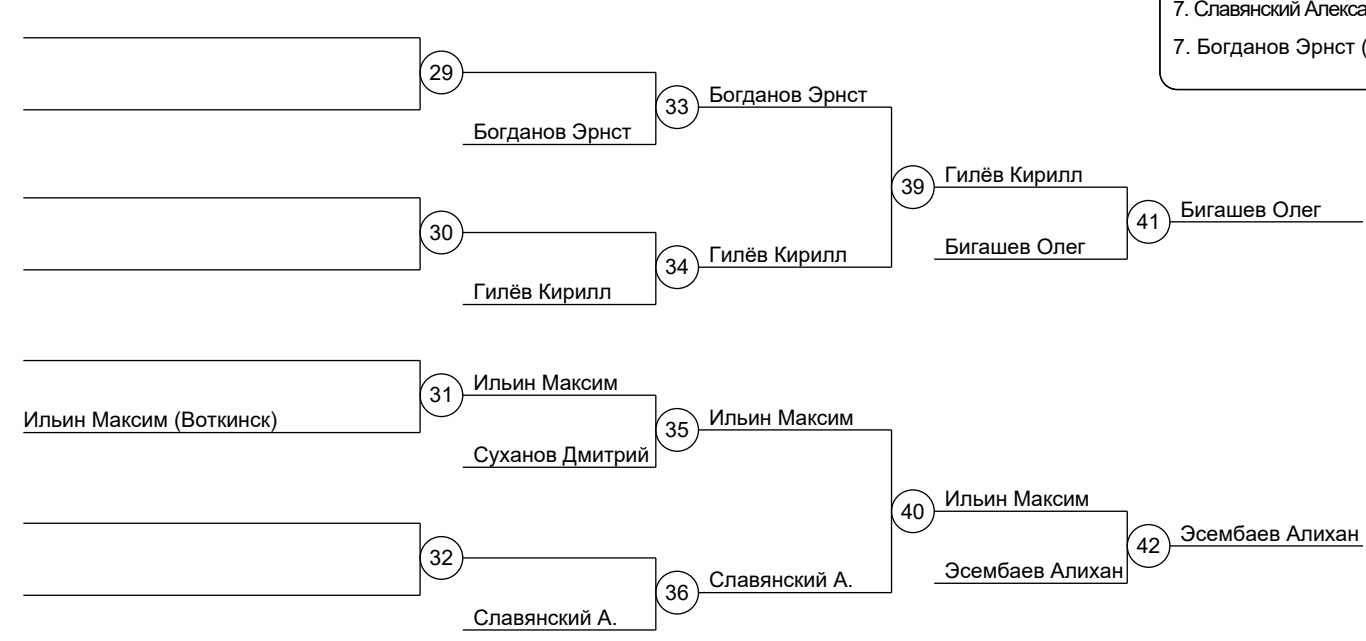 7. Славянский Алекса
7. Богданов Эрнст (
29
Богданов Эрнст
33
Богданов Эрнст
Гилёв Кирилл
39
41
Бигашев Олег
Бигашев Олег
30
34
Гилёв Кирилл
Гилёв Кирилл
31
Ильин Максим
Ильин Максим (Воткинск)
35
Ильин Максим
Суханов Дмитрий
40
Ильин Максим
42
Эсембаев Алихан
Эсембаев Алихан
32
36
Славянский А.
Славянский А.